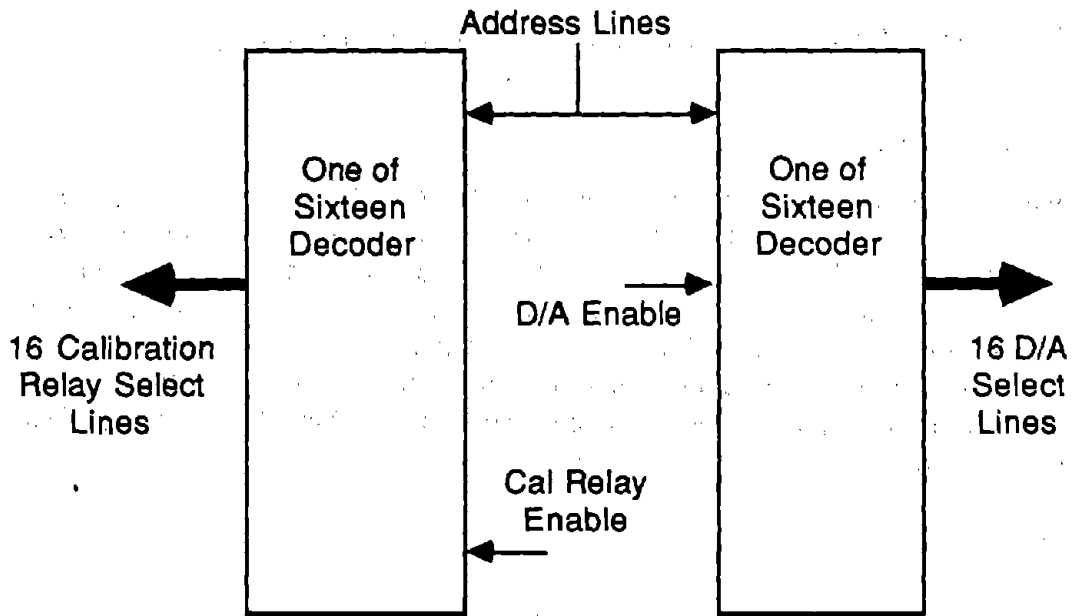 Address Lines
One of
Sixteen
Decoder
One of
Sixteen
Decoder
D/A Enable
16 Calibration
Relay Select
Lines
16 D/A
Select
Lines
Cal Relay
Enable